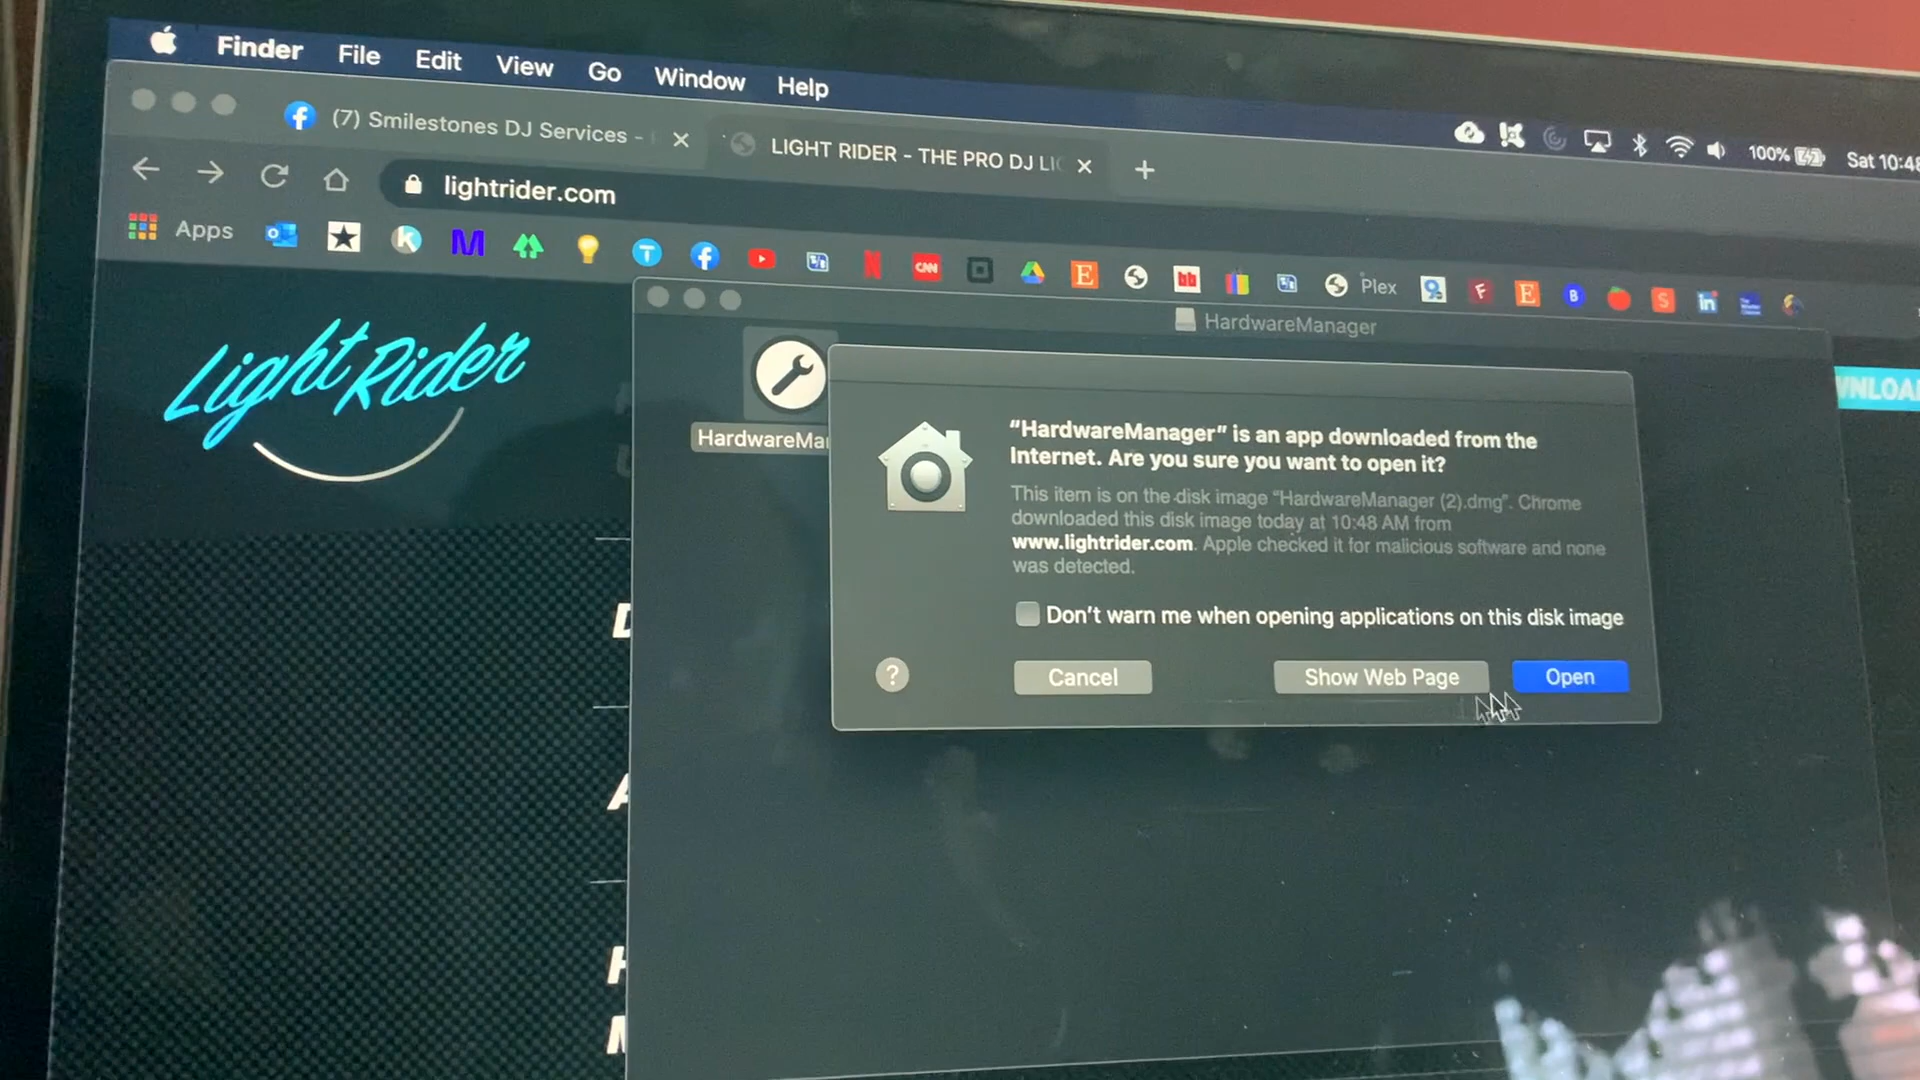 Finder File Edit View Go Window Help
100% Sat 10:48
(7) Smilestones DJ Services -
LIGHT RIDER - THE PRO DJ
lightrider.com
Apps
CNN
Plex
HardwareManager
Light Rider
HardwareMa
“HardwareManager” is an app downloaded from the
Internet. Are you sure you want to open it?
This item is on the disk image “HardwareManager (2).dmg”. Chrome
downloaded this disk image today at 10:48 AM from
www.lightrider.com. Apple checked it for malicious software and none
was detected.
Don’t warn me when opening applications on this disk image
? Cancel Show Web Page Open